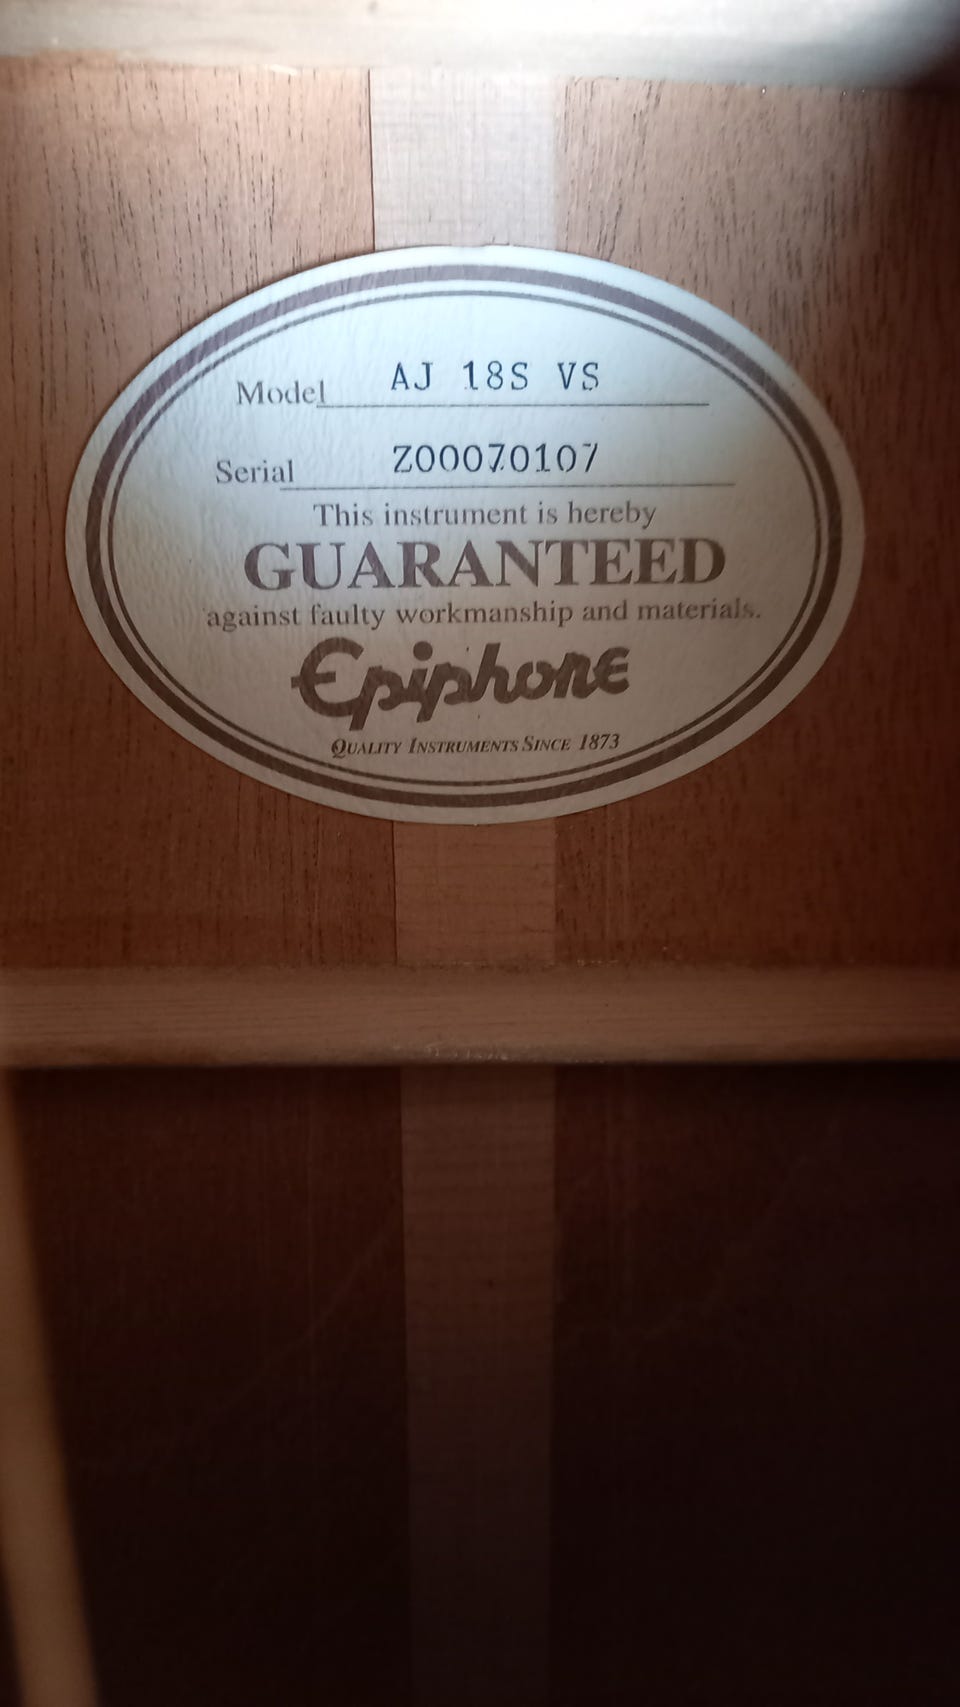 Model AJ 18S VS
Serial Z00070107
This instrument is hereby
GUARANTEED
against faulty workmanship and materials.
Epiphone
QUALITY INSTRUMENTS SINCE 1873